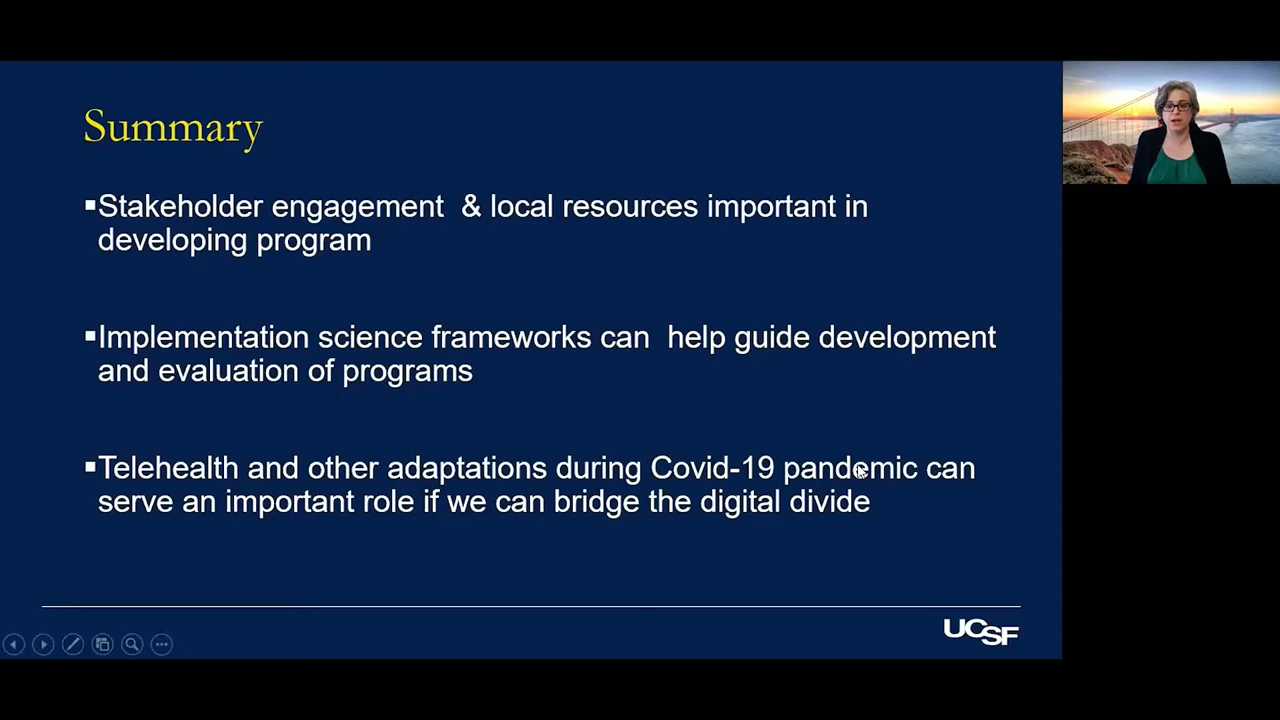 Summary
▪Stakeholder engagement  & local resources important in
developing program
▪Implementation science frameworks can  help guide development
and evaluation of programs
▪Telehealth and other adaptations during Covid-19 pandemic can
serve an important role if we can bridge the digital divide
UCSF